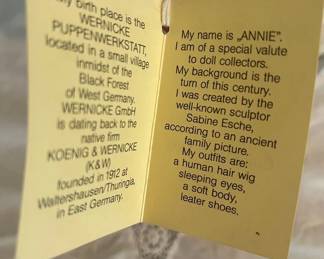 My birth place is the
WERNICKE
PUPPENWERKSTATT,
located in a small village
inmidst of the
Black Forest
of West Germany.
WERNICKE GmbH
is dating back to the
native firm
KOENIG & WERNICKE
(K&W)
founded in 1912 at
Waltershausen/Thuringia,
in East Germany.
My name is „ANNIE".
I am of a special valute
to doll collectors.
My background is the
turn of this century.
I was created by the
well-known sculptor
Sabine Esche,
according to an ancient
family picture.
My outfits are:
a human hair wig
sleeping eyes,
a soft body,
leater shoes,